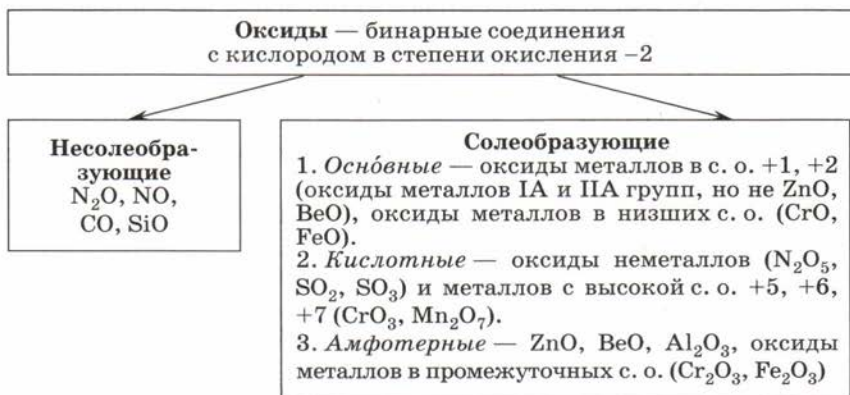 Оксиды — бинарные соединения
с кислородом в степени окисления −2
Несолеобра-
зующие
N₂O, NO,
CO, SiO
Солеобразующие
1. Оснóвные — оксиды металлов в с. о. +1, +2
(оксиды металлов IA и IIA групп, но не ZnO,
BeO), оксиды металлов в низших с. о. (CrO,
FeO).
2. Кислотные — оксиды неметаллов (N₂O₅,
SO₂, SO₃) и металлов с высокой с. о. +5, +6,
+7 (CrO₃, Mn₂O₇).
3. Амфотерные — ZnO, BeO, Al₂O₃, оксиды
металлов в промежуточных с. о. (Cr₂O₃, Fe₂O₃)